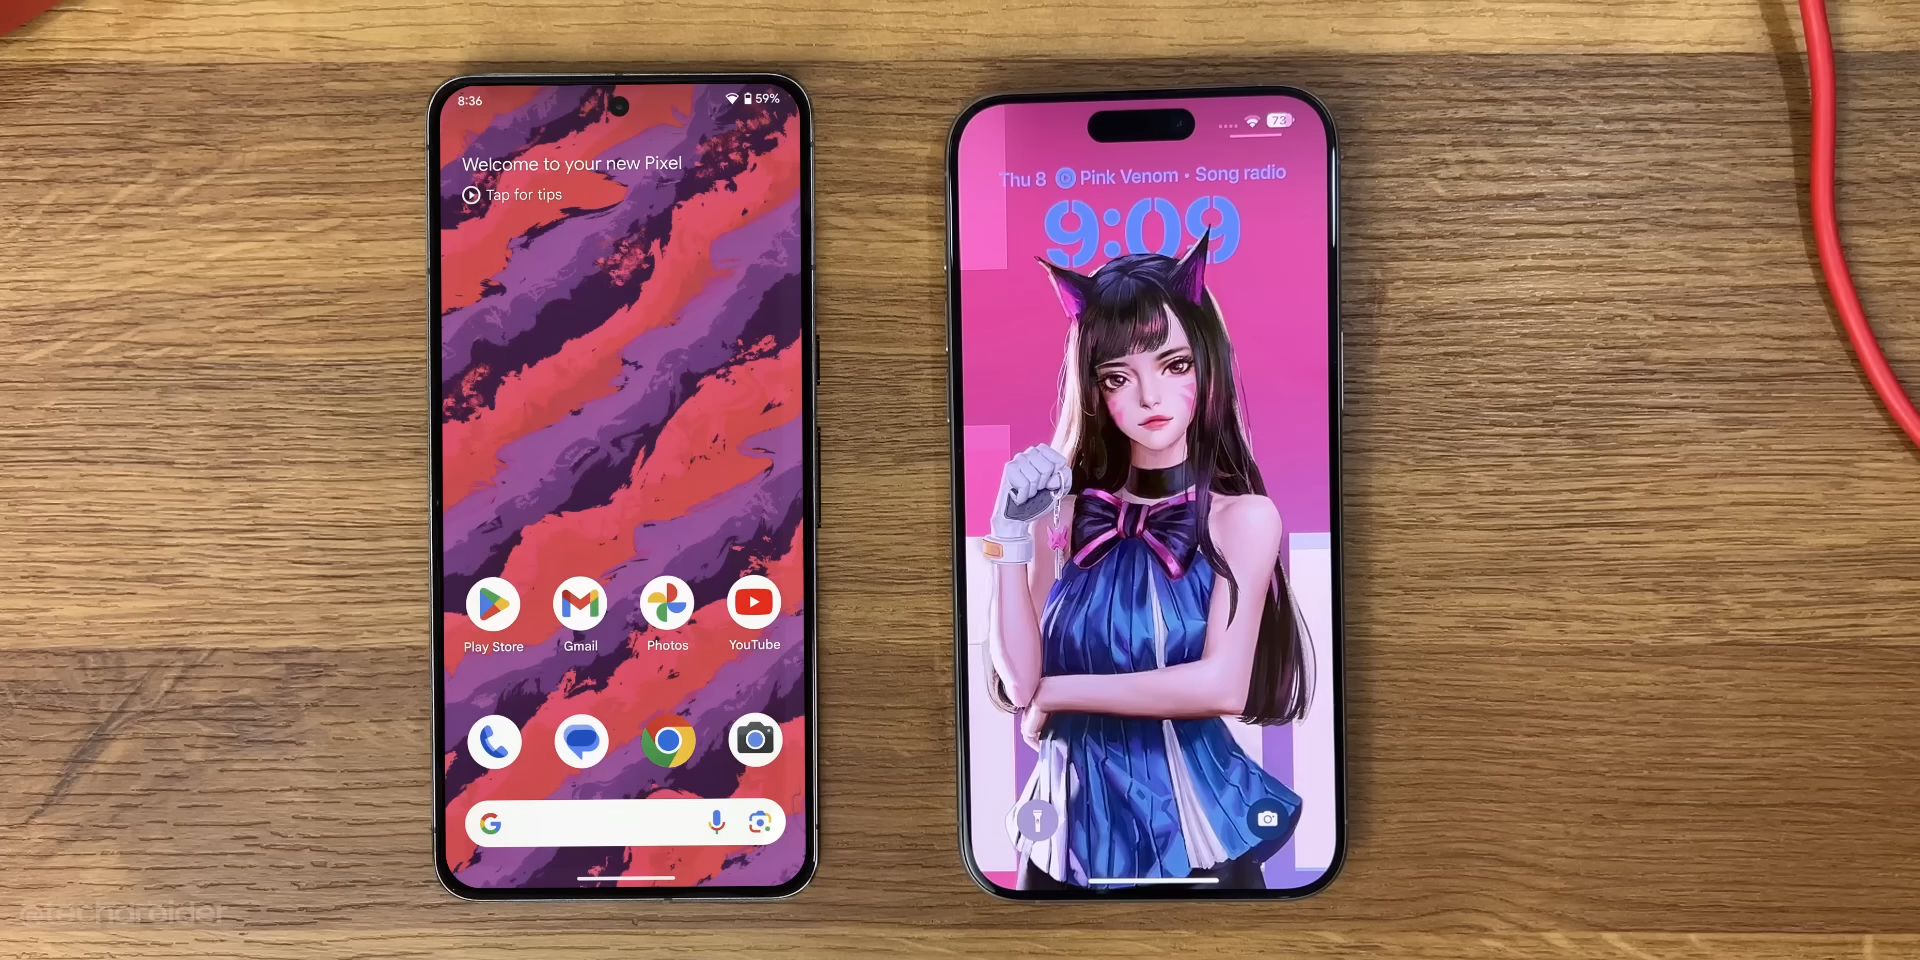 8:36
59%
Welcome to your new Pixel
Tap for tips
Play Store
Gmail
Photos
YouTube
G
73
Thu 8 Pink Venom • Song radio
9:09
@techdroider